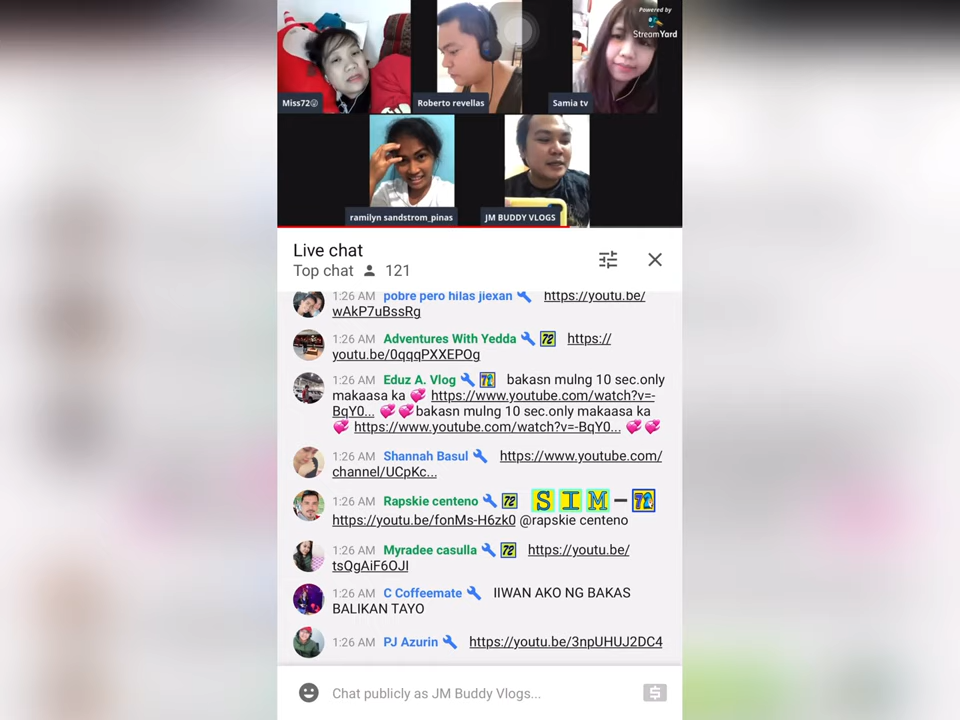 Powered by
StreamYard
Miss72
Roberto revellas
Samia tv
ramilyn sandstrom_pinas
JM BUDDY VLOGS
Live chat
Top chat 121
1:26 AM pobre pero hilas jiexan https://youtu.be/
wAkP7uBssRg
1:26 AM Adventures With Yedda 72 https://
youtu.be/0qqqPXXEPOg
1:26 AM Eduz A. Vlog 72 bakasn mulng 10 sec.only
makaasa ka 💞 https://www.youtube.com/watch?v=-
BqY0... 💞💞bakasn mulng 10 sec.only makaasa ka
💞 https://www.youtube.com/watch?v=-BqY0... 💞💞
1:26 AM Shannah Basul https://www.youtube.com/
channel/UCpKc...
1:26 AM Rapskie centeno 72 S I M – 72
https://youtu.be/fonMs-H6zk0 @rapskie centeno
1:26 AM Myradee casulla 72 https://youtu.be/
tsQgAiF6OJI
1:26 AM C Coffeemate IIWAN AKO NG BAKAS
BALIKAN TAYO
1:26 AM PJ Azurin https://youtu.be/3npUHUJ2DC4
Chat publicly as JM Buddy Vlogs...